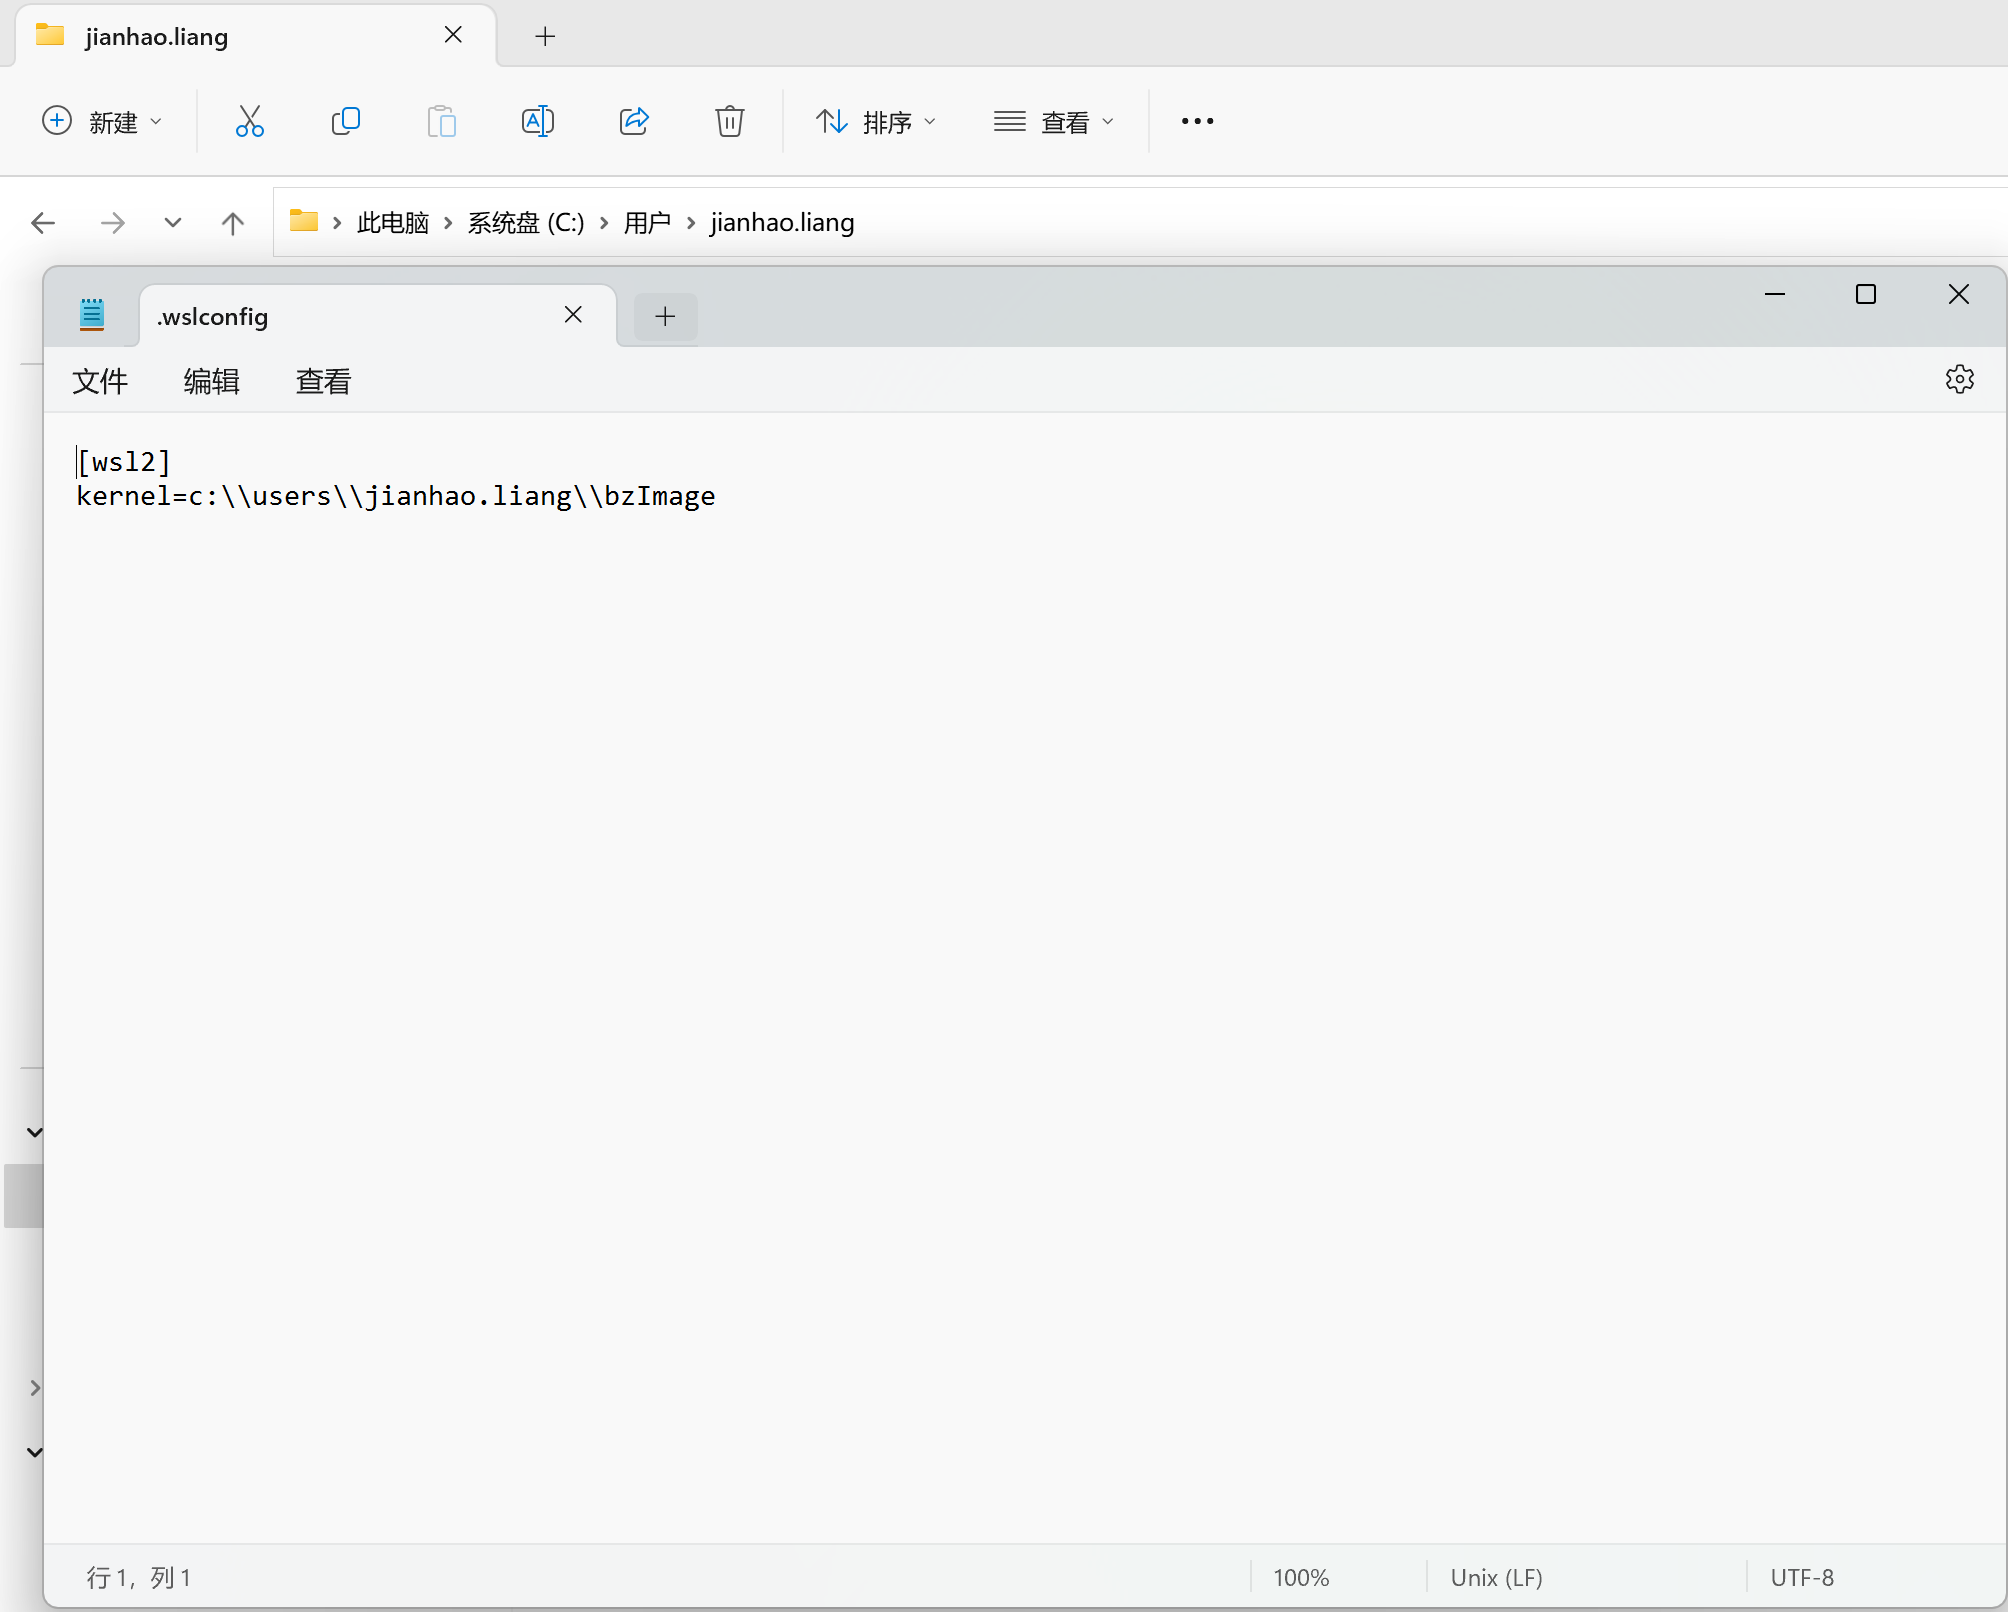 jianhao.liang
新建
排序
查看
此电脑 系统盘 (C:) 用户 jianhao.liang
.wslconfig
文件 编辑 查看
[wsl2]
kernel=c:\\users\\jianhao.liang\\bzImage
行 1, 列 1 100% Unix (LF) UTF-8